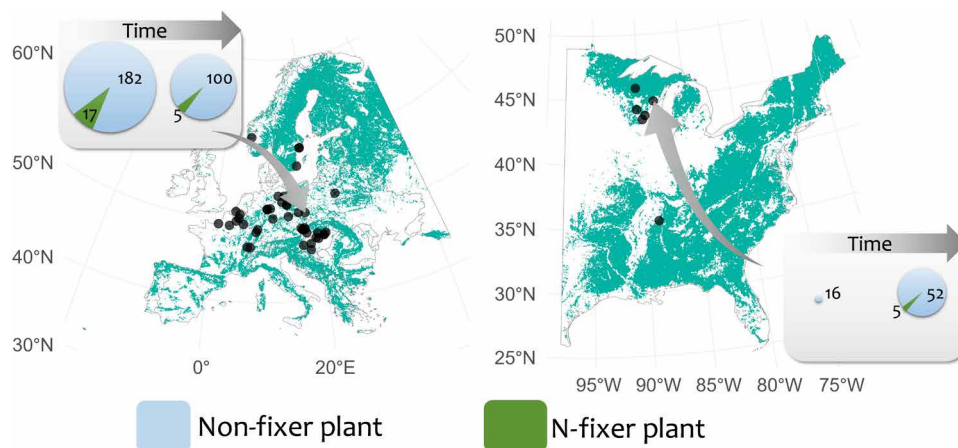 Time
182
17
100
5
60°N
50°N
40°N
30°N
0°
20°E
50°N
45°N
40°N
35°N
30°N
25°N
95°W
90°W
85°W
80°W
75°W
Time
16
52
5
Non-fixer plant
N-fixer plant